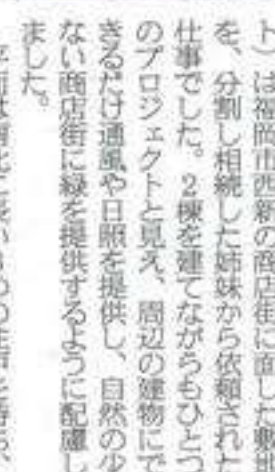 ト）は福岡市西新の商店街に面した敷地
を、分割し相続した姉妹から依頼された
仕事でした。2棟を建てながらもひとつ
のプロジェクトと見え、周辺の建物にで
きるだけ通風や日照を提供し、自然の少
ない商店街に緑を提供するように配慮し
ました。